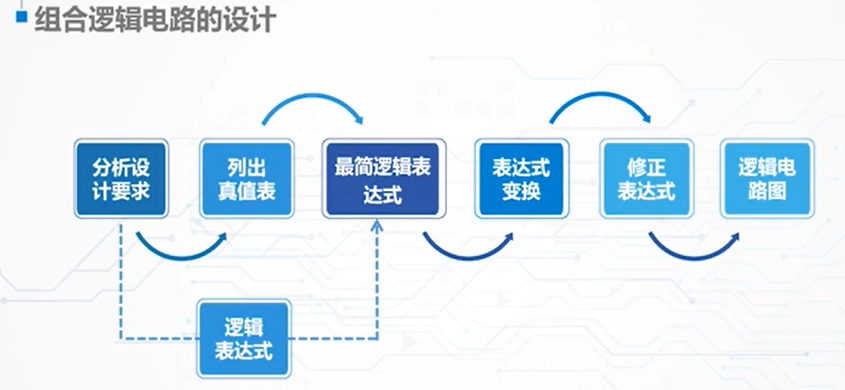 组合逻辑电路的设计
分析设
计要求
列出
真值表
最简逻辑表
达式
表达式
变换
修正
表达式
逻辑电
路图
逻辑
表达式